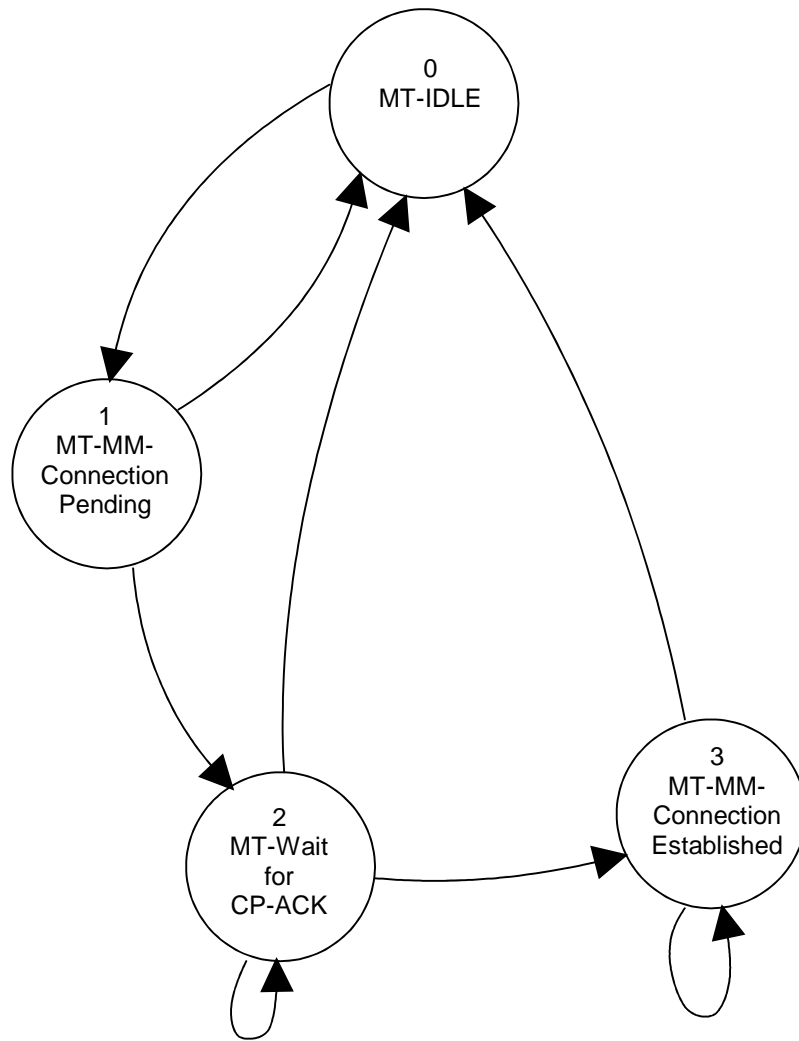 0
MT-IDLE
1
MT-MM-
Connection
Pending
2
MT-Wait
for
CP-ACK
3
MT-MM-
Connection
Established